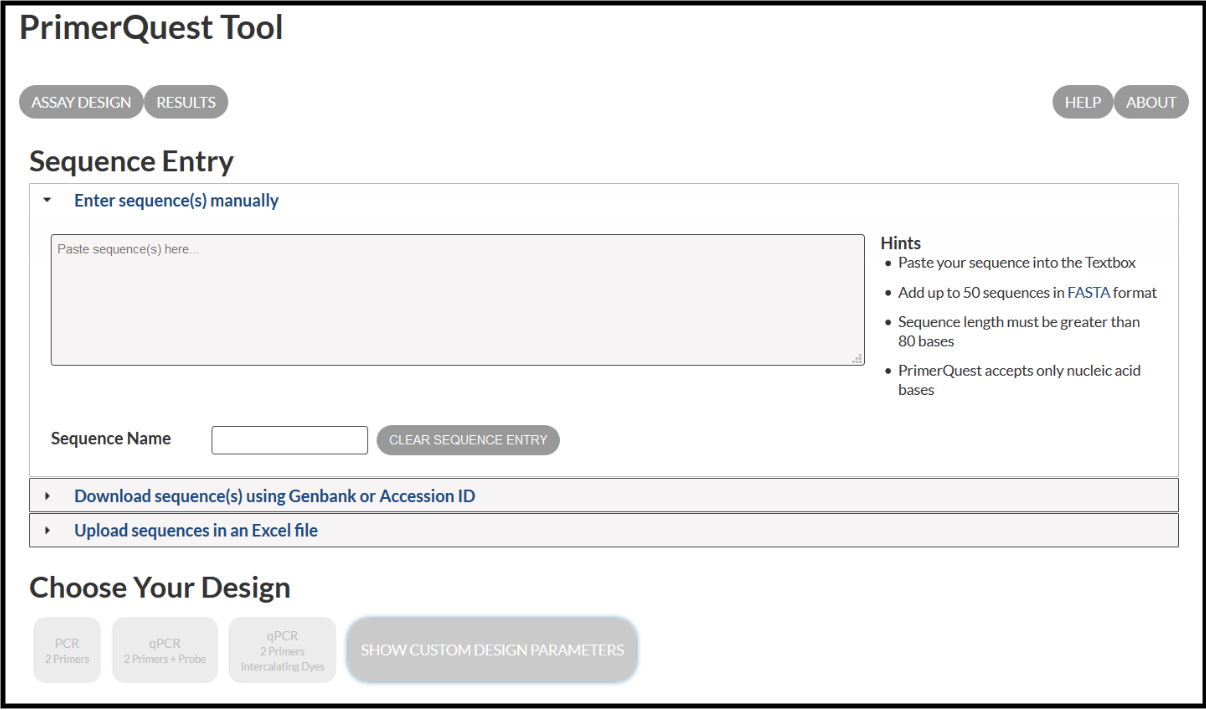 PrimerQuest Tool
ASSAY DESIGN RESULTS HELP ABOUT
Sequence Entry
Enter sequence(s) manually
Paste sequence(s) here...
Hints
Paste your sequence into the Textbox
Add up to 50 sequences in FASTA format
Sequence length must be greater than
80 bases
PrimerQuest accepts only nucleic acid
bases
Sequence Name CLEAR SEQUENCE ENTRY
Download sequence(s) using Genbank or Accession ID
Upload sequences in an Excel file
Choose Your Design
PCR
2 Primers
qPCR
2 Primers + Probe
qPCR
2 Primers
Intercalating Dyes
SHOW CUSTOM DESIGN PARAMETERS